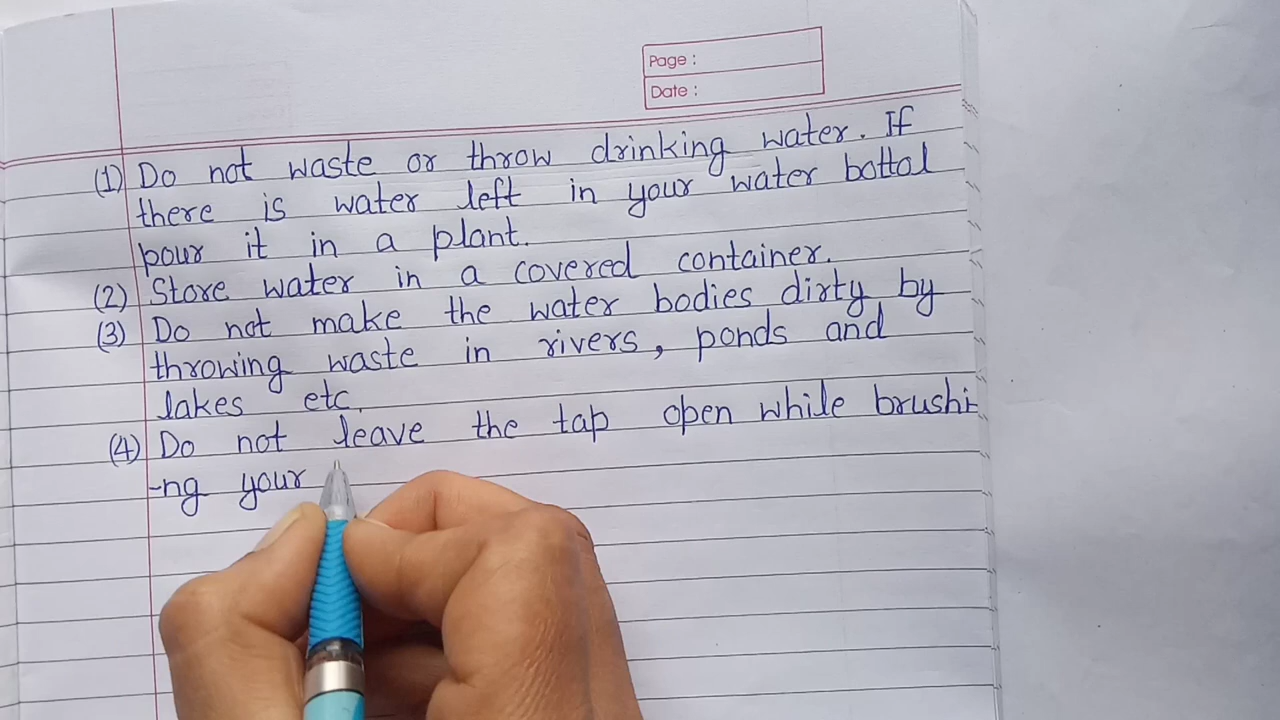 Page :
Date :
(1) Do not waste or throw drinking water. If
there is water left in your water bottol
pour it in a plant.
(2) Store water in a covered container.
(3) Do not make the water bodies dirty by
throwing waste in rivers, ponds and
lakes etc.
(4) Do not leave the tap open while brushi
-ng your